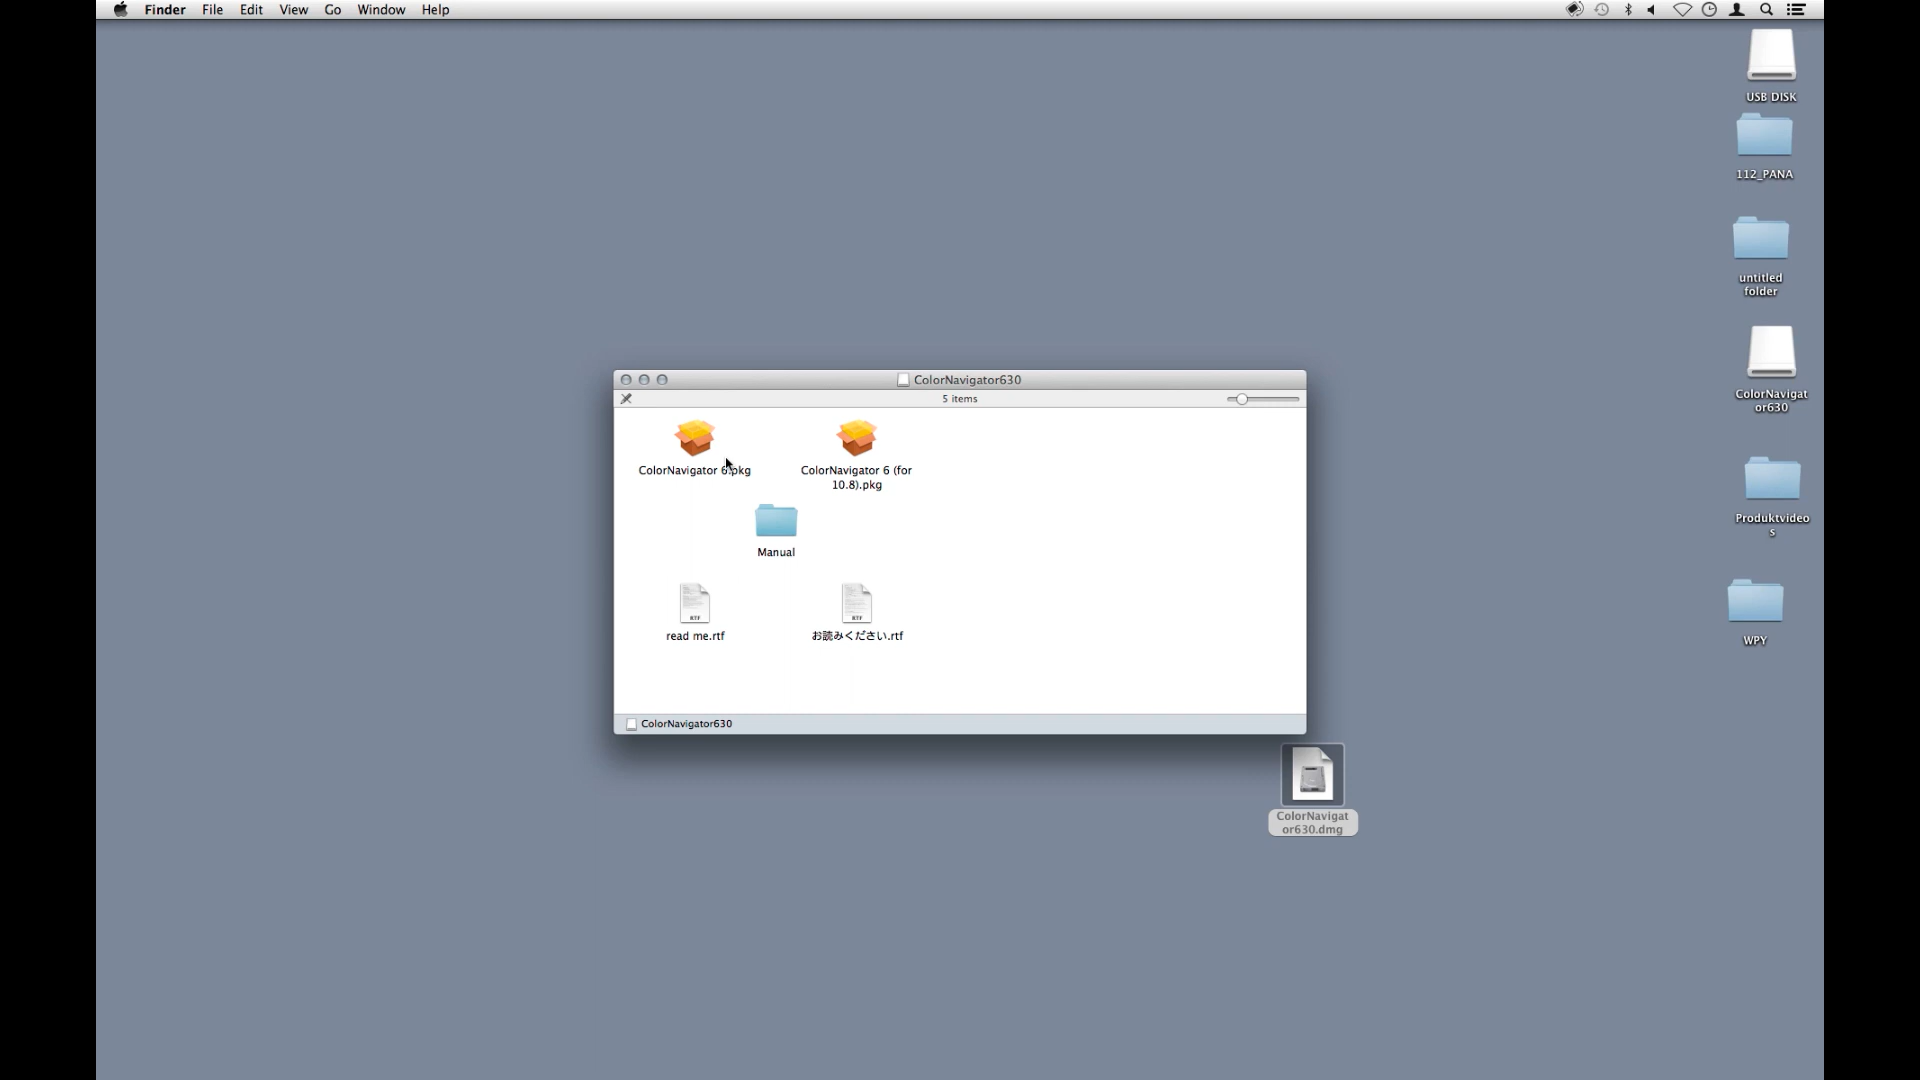 Finder File Edit View Go Window Help
USB DISK
112_PANA
untitled
folder
ColorNavigat
or630
Produktvideo
s
WPY
ColorNavigator630
5 items
ColorNavigator 6.pkg
ColorNavigator 6 (for
10.8).pkg
Manual
RTF
read me.rtf
RTF
お読みください.rtf
ColorNavigator630
ColorNavigat
or630.dmg